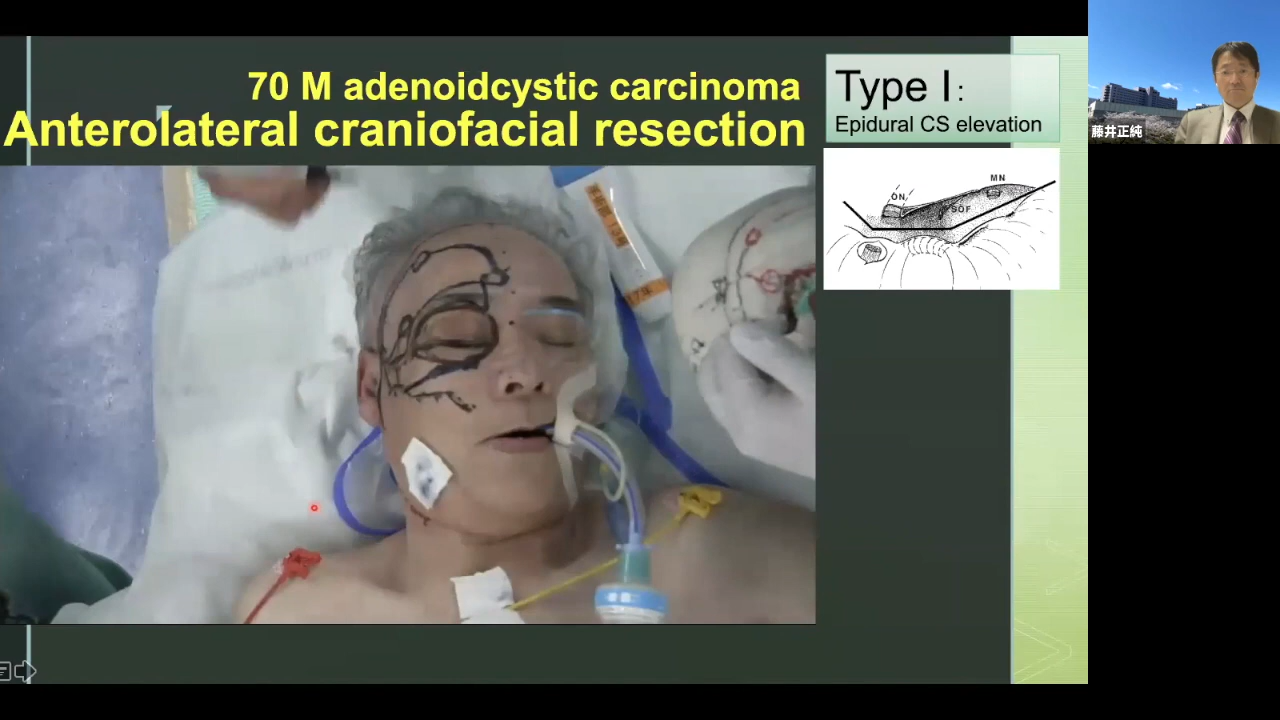 70 M adenoidcystic carcinoma
Anterolateral craniofacial resection
Type I:
Epidural CS elevation
MN
ON
SOF
藤井正純